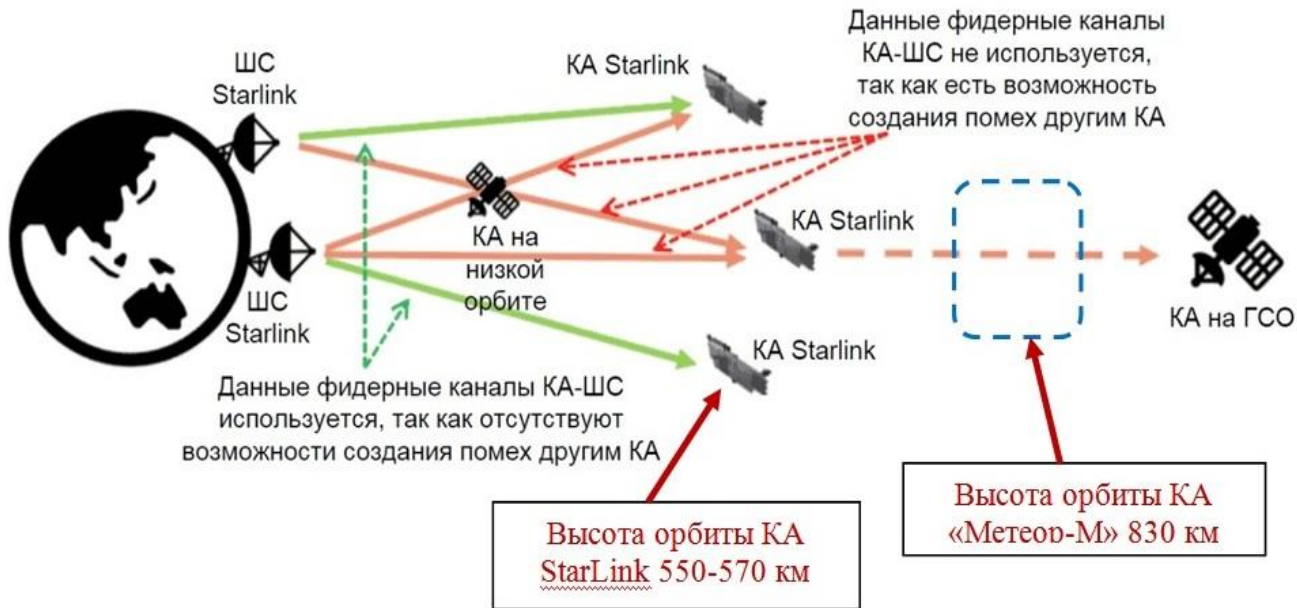 ШС
Starlink
КА Starlink
Данные фидерные каналы
КА-ШС не используется,
так как есть возможность
создания помех другим КА
КА на
низкой
орбите
КА Starlink
ШС
Starlink
КА на ГСО
КА Starlink
Данные фидерные каналы КА-ШС
используется, так как отсутствуют
возможности создания помех другим КА
Высота орбиты КА
StarLink 550-570 км
Высота орбиты КА
«Метеор-М» 830 км